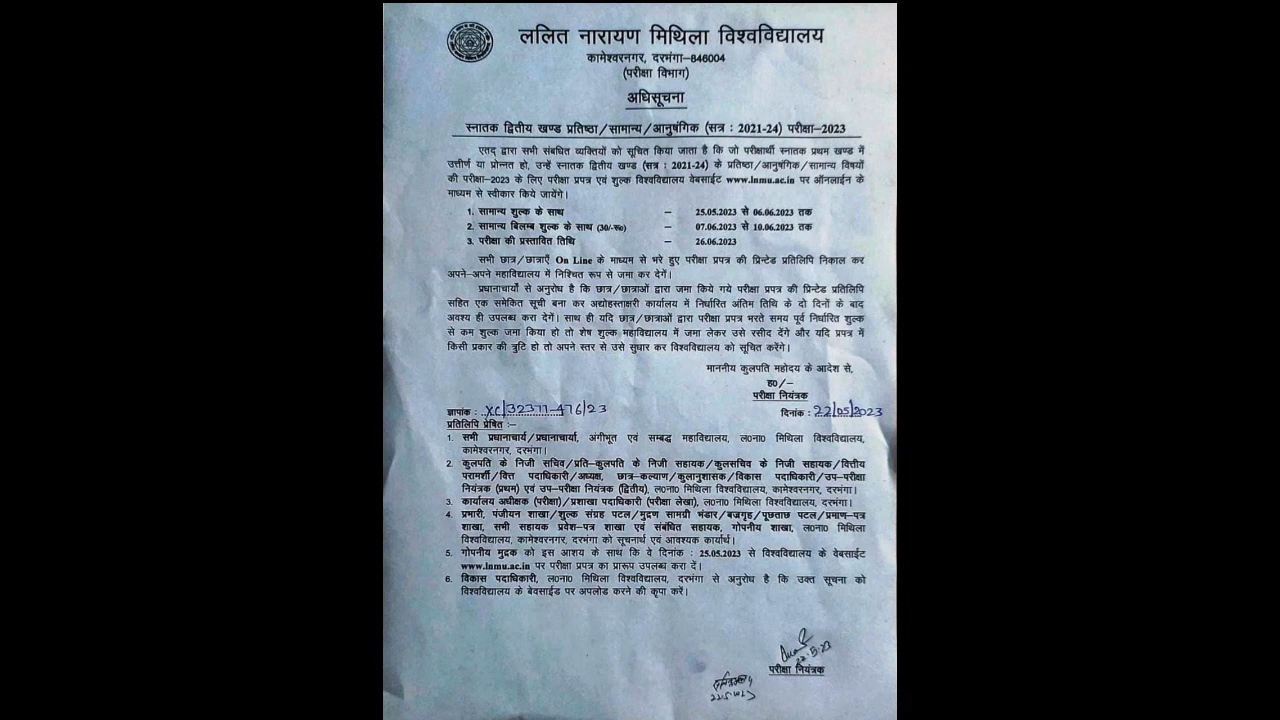 ललित नारायण मिथिला विश्वविद्यालय
कामेश्वरनगर, दरभंगा–846004
(परीक्षा विभाग)
अधिसूचना
स्नातक द्वितीय खण्ड प्रतिष्ठा/सामान्य/आनुषंगिक (सत्र : 2021-24) परीक्षा–2023
एतद् द्वारा सभी संबधित व्यक्तियों को सूचित किया जाता है कि जो परीक्षार्थी स्नातक प्रथम खण्ड में
उत्तीर्ण या प्रोन्नत हो, उन्हें स्नातक द्वितीय खण्ड (सत्र : 2021-24) के प्रतिष्ठा/आनुषंगिक/सामान्य विषयों
की परीक्षा–2023 के लिए परीक्षा प्रपत्र एवं शुल्क विश्वविद्यालय वेबसाईट www.lnmu.ac.in पर ऑनलाईन के
माध्यम से स्वीकार किये जायेंगे।
1. सामान्य शुल्क के साथ – 25.05.2023 से 06.06.2023 तक
2. सामान्य बिलम्ब शुल्क के साथ (30/-रू०) – 07.06.2023 से 10.06.2023 तक
3. परीक्षा की प्रस्तावित तिथि – 26.06.2023
सभी छात्र/छात्राएँ On Line के माध्यम से भरे हुए परीक्षा प्रपत्र की प्रिन्टेड प्रतिलिपि निकाल कर
अपने-अपने महाविद्यालय में निश्चित रूप से जमा कर देगें।
प्रधानाचार्यों से अनुरोध है कि छात्र/छात्राओं द्वारा जमा किये गये परीक्षा प्रपत्र की प्रिन्टेड प्रतिलिपि
सहित एक समेकित सूची बना कर अद्योहस्ताक्षरी कार्यालय में निर्धारित अंतिम तिथि के दो दिनों के बाद
अवश्य ही उपलब्ध करा देगें। साथ ही यदि छात्र/छात्राओं द्वारा परीक्षा प्रपत्र भरते समय पूर्व निर्धारित शुल्क
से कम शुल्क जमा किया हो तो शेष शुल्क महाविद्यालय में जमा लेकर उसे रसीद देंगे और यदि प्रपत्र में
किसी प्रकार की त्रुटि हो तो अपने स्तर से उसे सुधार कर विश्वविद्यालय को सूचित करेंगे।
माननीय कुलपति महोदय के आदेश से,
ह0/–
परीक्षा नियंत्रक
ज्ञापांक : XC/32377-476/23 दिनांक : 22/05/2023
प्रतिलिपि प्रेषित :–
1. सभी प्रधानाचार्य/प्रधानाचार्या, अंगीभूत एवं सम्बद्ध महाविद्यालय, ल0ना0 मिथिला विश्वविद्यालय,
कामेश्वरनगर, दरभंगा।
2. कुलपति के निजी सचिव/प्रति-कुलपति के निजी सहायक/कुलसचिव के निजी सहायक/वित्तीय
परामर्शी/वित्त पदाधिकारी/अध्यक्ष, छात्र-कल्याण/कुलानुशासक/विकास पदाधिकारी/उप-परीक्षा
नियंत्रक (प्रथम) एवं उप-परीक्षा नियंत्रक (द्वितीय), ल0ना0 मिथिला विश्वविद्यालय, कामेश्वरनगर, दरभंगा।
3. कार्यालय अधीक्षक (परीक्षा)/प्रशाखा पदाधिकारी (परीक्षा लेखा), ल0ना0 मिथिला विश्वविद्यालय, दरभंगा।
4. प्रभारी, पंजीयन शाखा/शुल्क संग्रह पटल/मुद्रण सामग्री भंडार/बज्रगृह/पूछताछ पटल/प्रमाण-पत्र
शाखा, सभी सहायक प्रवेश-पत्र शाखा एवं संबंधित सहायक, गोपनीय शाखा, ल0ना0 मिथिला
विश्वविद्यालय, कामेश्वरनगर, दरभंगा को सूचनार्थ एवं आवश्यक कार्यार्थ।
5. गोपनीय मुद्रक को इस आशय के साथ कि वे दिनांक : 25.05.2023 से विश्वविद्यालय के वेबसाईट
www.lnmu.ac.in पर परीक्षा प्रपत्र का प्रारूप उपलब्ध करा दें।
6. विकास पदाधिकारी, ल0ना0 मिथिला विश्वविद्यालय, दरभंगा से अनुरोध है कि उक्त सूचना को
विश्वविद्यालय के बेवसाईड पर अपलोड करने की कृपा करें।
22.5.23
परीक्षा नियंत्रक